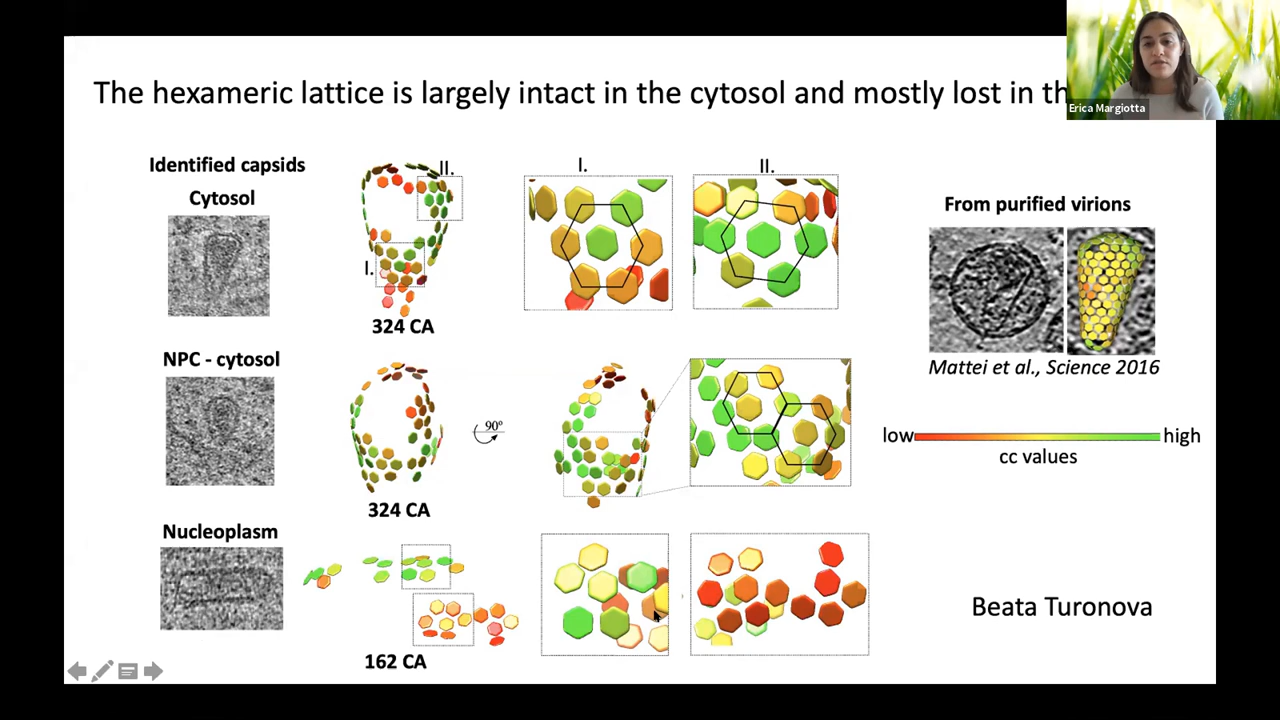 The hexameric lattice is largely intact in the cytosol and mostly lost in th
Erica Margiotta
Identified capsids
Cytosol
II.
I.
324 CA
I.
II.
From purified virions
Mattei et al., Science 2016
NPC - cytosol
90º
324 CA
low
high
cc values
Nucleoplasm
162 CA
Beata Turonova